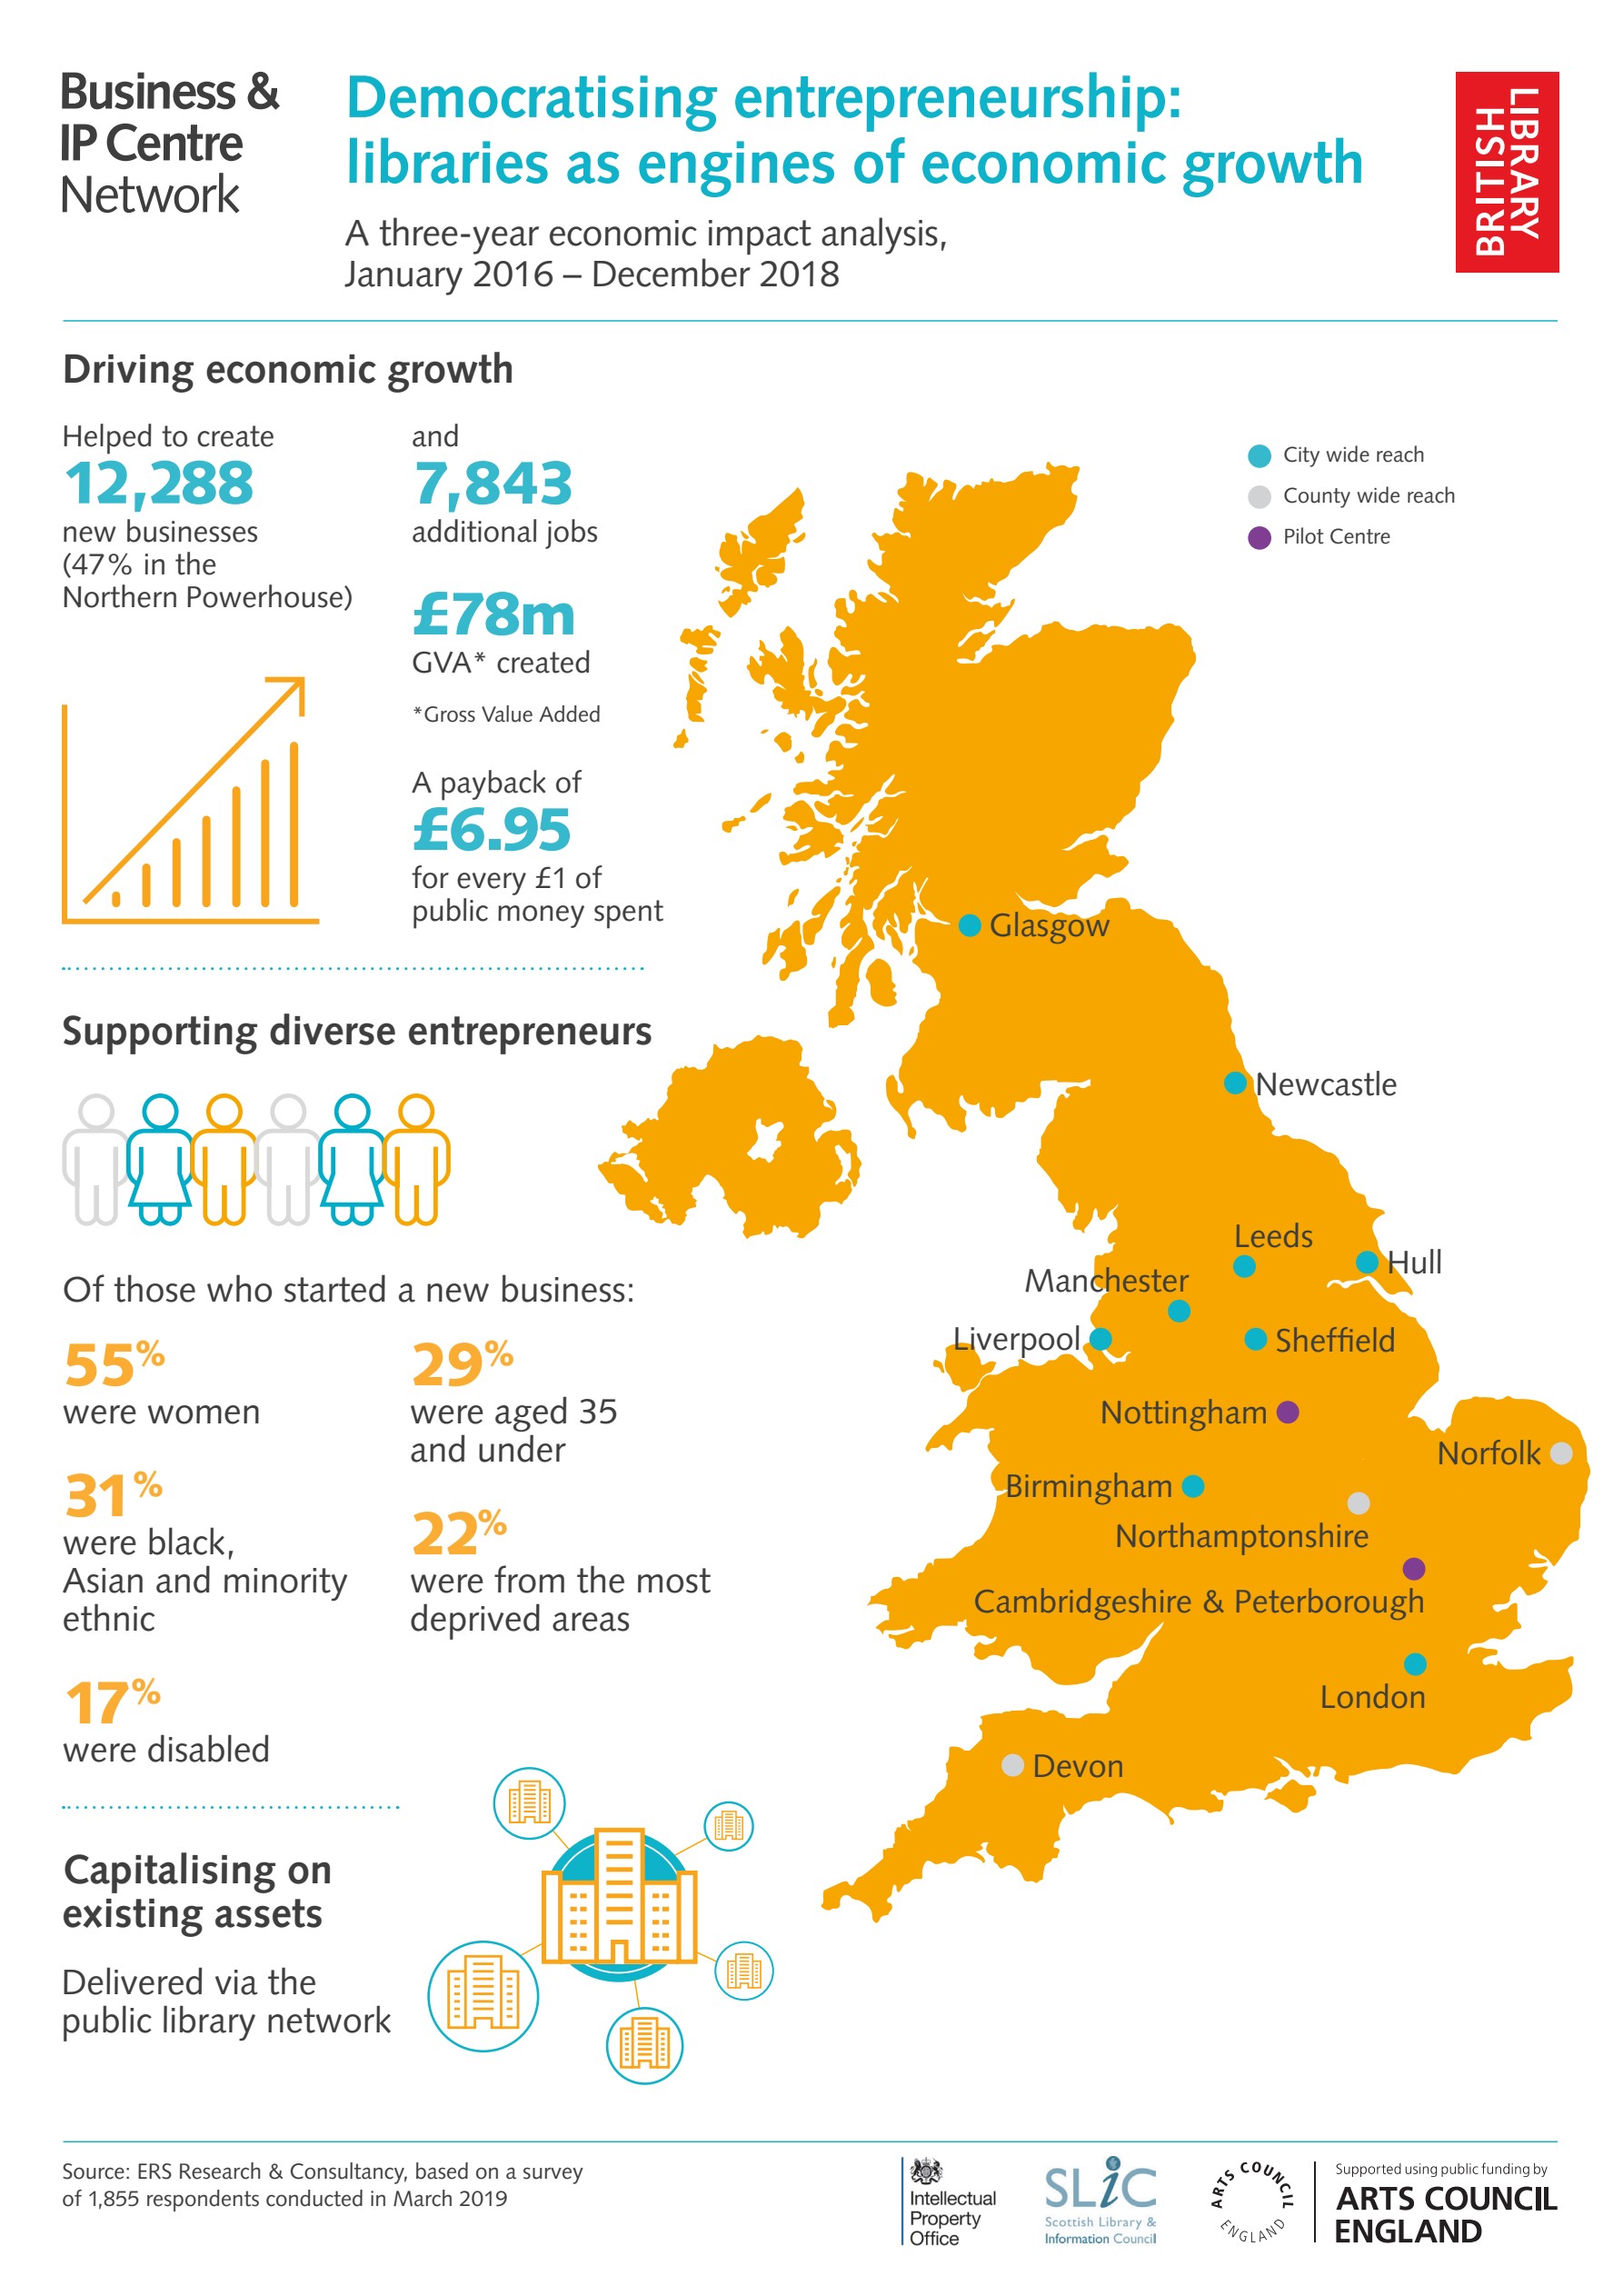 Business &
IP Centre
Network
Democratising entrepreneurship:
libraries as engines of economic growth
A three-year economic impact analysis,
January 2016 – December 2018
LIBRARY
BRITISH
Driving economic growth
Helped to create
12,288
new businesses
(47% in the
Northern Powerhouse)
and
7,843
additional jobs
£78m
GVA* created
*Gross Value Added
A payback of
£6.95
for every £1 of
public money spent
City wide reach
County wide reach
Pilot Centre
Glasgow
Newcastle
Leeds
Hull
Manchester
Liverpool
Sheffield
Nottingham
Norfolk
Birmingham
Northamptonshire
Cambridgeshire & Peterborough
London
Devon
Supporting diverse entrepreneurs
Of those who started a new business:
55%
were women
29%
were aged 35
and under
31%
were black,
Asian and minority
ethnic
22%
were from the most
deprived areas
17%
were disabled
Capitalising on
existing assets
Delivered via the
public library network
Source: ERS Research & Consultancy, based on a survey
of 1,855 respondents conducted in March 2019
Intellectual
Property
Office
SLiC
Scottish Library &
Information Council
ARTS COUNCIL
ENGLAND
Supported using public funding by
ARTS COUNCIL
ENGLAND